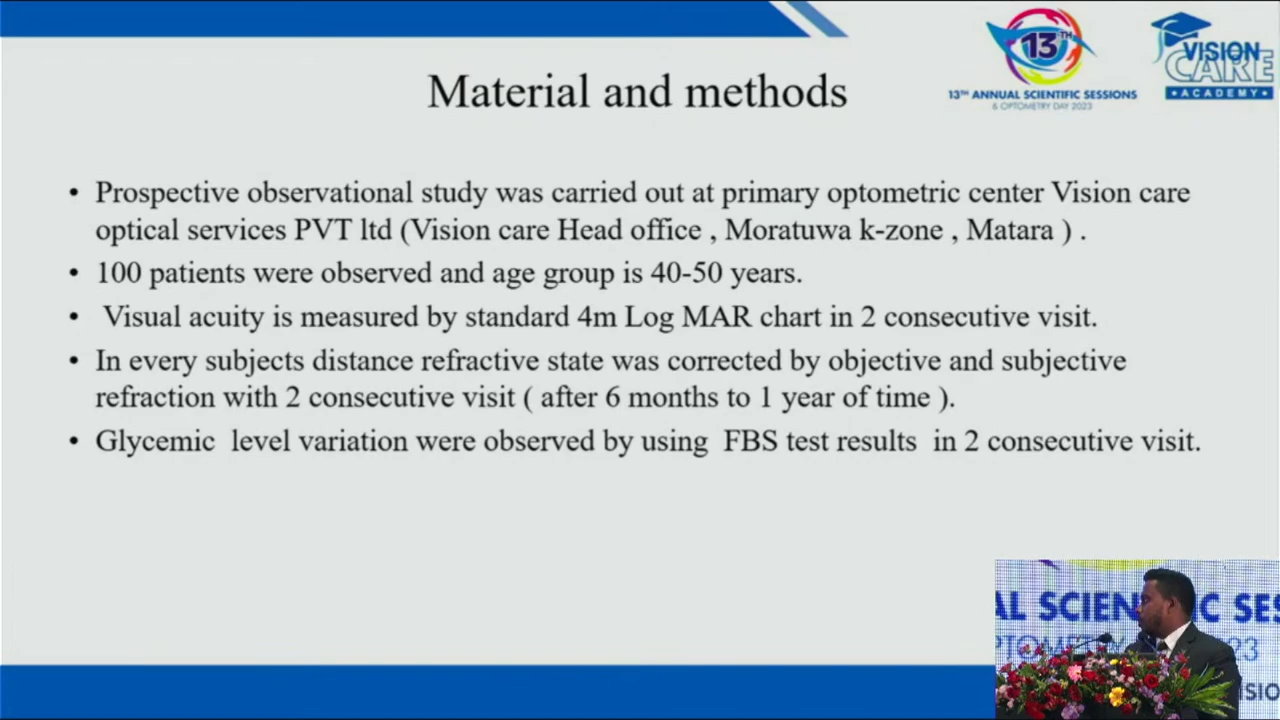 13TH
13TH ANNUAL SCIENTIFIC SESSIONS
& OPTOMETRY DAY 2023
VISION
CARE
ACADEMY
Material and methods
• Prospective observational study was carried out at primary optometric center Vision care
optical services PVT ltd (Vision care Head office , Moratuwa k-zone , Matara ) .
• 100 patients were observed and age group is 40-50 years.
• Visual acuity is measured by standard 4m Log MAR chart in 2 consecutive visit.
• In every subjects distance refractive state was corrected by objective and subjective
refraction with 2 consecutive visit ( after 6 months to 1 year of time ).
• Glycemic level variation were observed by using FBS test results in 2 consecutive visit.
AL SCIEN C SES
OPTOMETRY 23